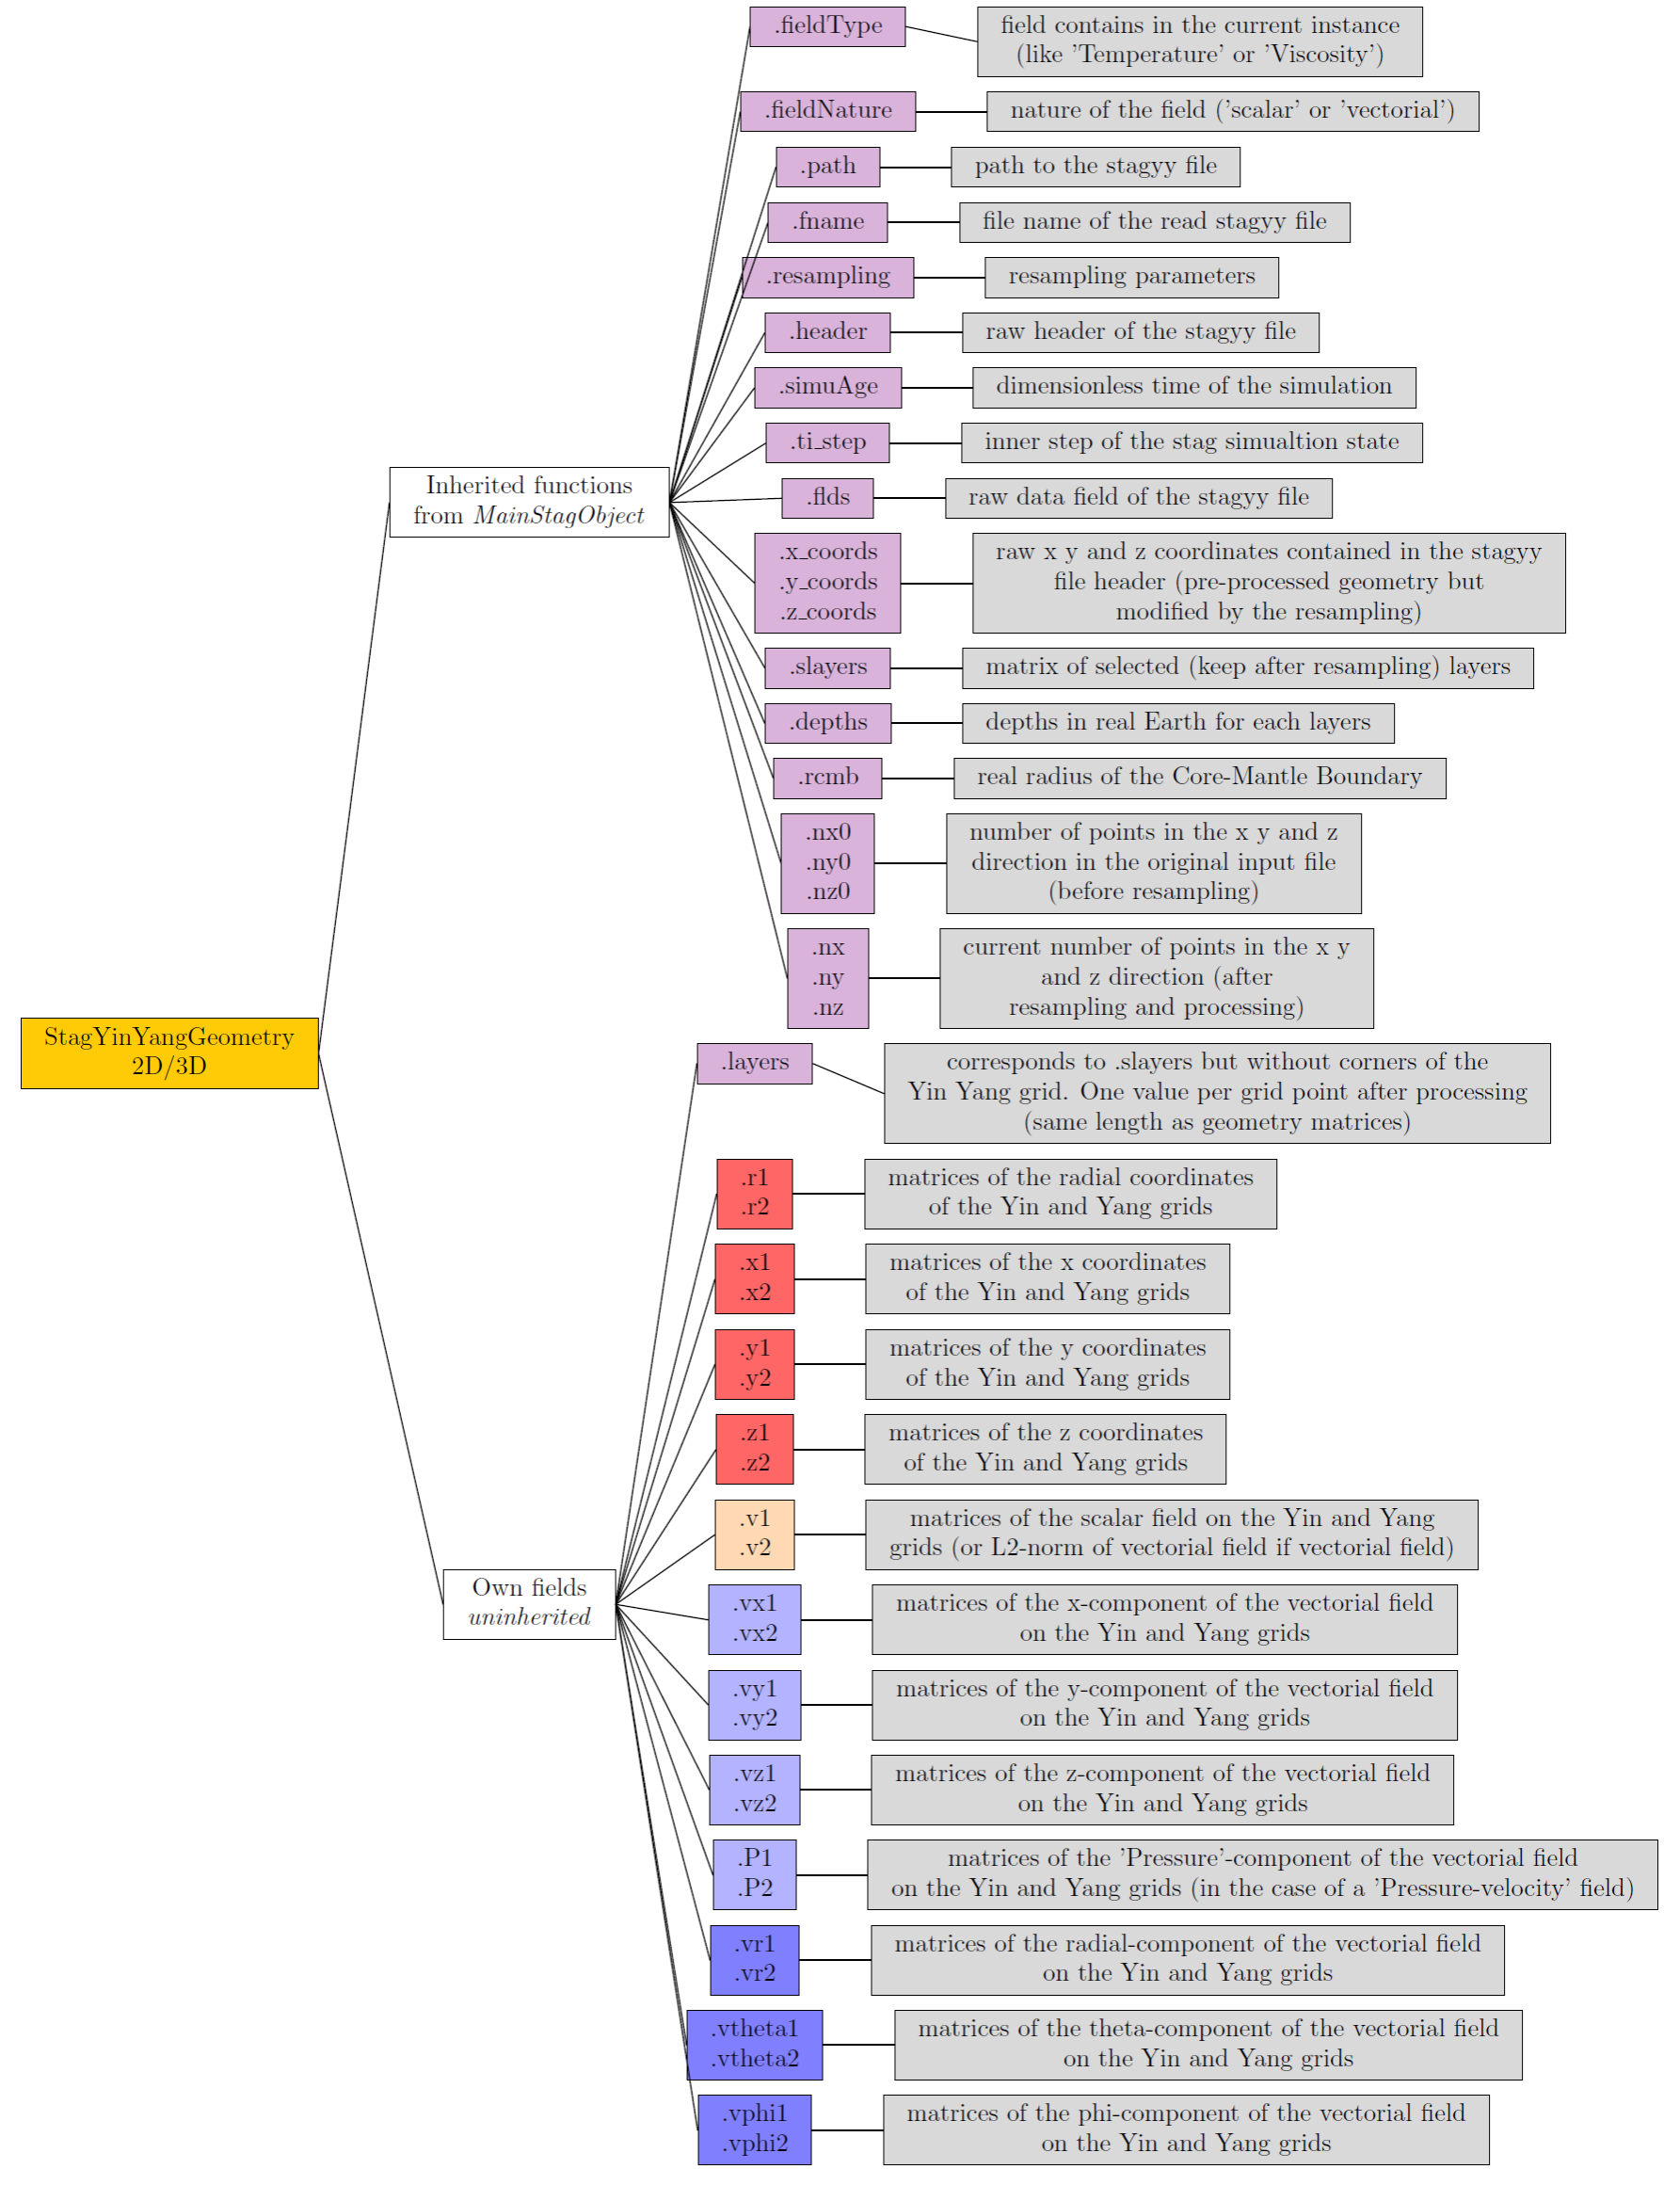 .fieldType
field contains in the current instance
(like 'Temperature' or 'Viscosity')
.fieldNature
nature of the field ('scalar' or 'vectorial')
.path
path to the stagyy file
.fname
file name of the read stagyy file
.resampling
resampling parameters
.header
raw header of the stagyy file
.simuAge
dimensionless time of the simulation
.ti_step
inner step of the stag simualtion state
Inherited functions
from MainStagObject
.flds
raw data field of the stagyy file
.x_coords
.y_coords
.z_coords
raw x y and z coordinates contained in the stagyy
file header (pre-processed geometry but
modified by the resampling)
.slayers
matrix of selected (keep after resampling) layers
.depths
depths in real Earth for each layers
.rcmb
real radius of the Core-Mantle Boundary
.nx0
.ny0
.nz0
number of points in the x y and z
direction in the original input file
(before resampling)
.nx
.ny
.nz
current number of points in the x y
and z direction (after
resampling and processing)
StagYinYangGeometry
2D/3D
.layers
corresponds to .slayers but without corners of the
Yin Yang grid. One value per grid point after processing
(same length as geometry matrices)
.r1
.r2
matrices of the radial coordinates
of the Yin and Yang grids
.x1
.x2
matrices of the x coordinates
of the Yin and Yang grids
.y1
.y2
matrices of the y coordinates
of the Yin and Yang grids
.z1
.z2
matrices of the z coordinates
of the Yin and Yang grids
.v1
.v2
matrices of the scalar field on the Yin and Yang
grids (or L2-norm of vectorial field if vectorial field)
Own fields
uninherited
.vx1
.vx2
matrices of the x-component of the vectorial field
on the Yin and Yang grids
.vy1
.vy2
matrices of the y-component of the vectorial field
on the Yin and Yang grids
.vz1
.vz2
matrices of the z-component of the vectorial field
on the Yin and Yang grids
.P1
.P2
matrices of the 'Pressure'-component of the vectorial field
on the Yin and Yang grids (in the case of a 'Pressure-velocity' field)
.vr1
.vr2
matrices of the radial-component of the vectorial field
on the Yin and Yang grids
.vtheta1
.vtheta2
matrices of the theta-component of the vectorial field
on the Yin and Yang grids
.vphi1
.vphi2
matrices of the phi-component of the vectorial field
on the Yin and Yang grids